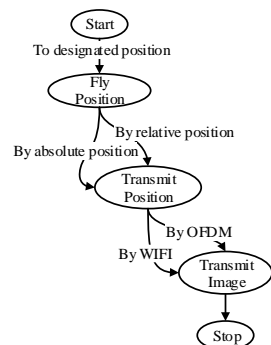 Start
To designated position
Fly
Position
By relative position
By absolute position
Transmit
Position
By OFDM
By WIFI
Transmit
Image
Stop